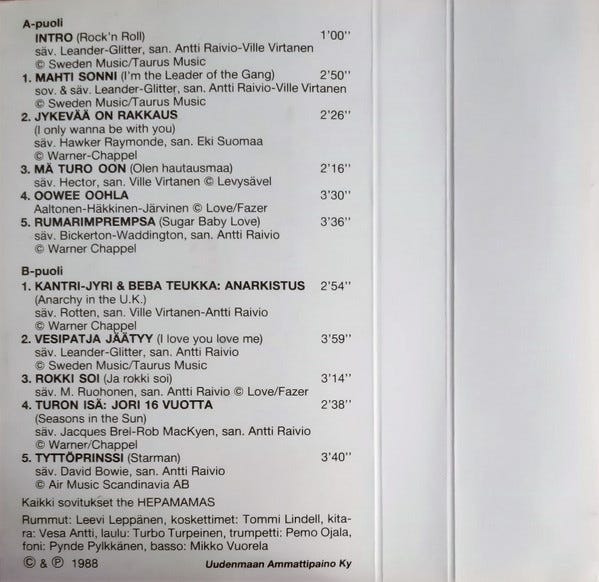 A-puoli
INTRO (Rock'n Roll) 1'00''
säv. Leander-Glitter, san. Antti Raivio-Ville Virtanen
© Sweden Music/Taurus Music
1. MAHTI SONNI (I'm the Leader of the Gang) 2'50''
sov. & säv. Leander-Glitter, san. Antti Raivio-Ville Virtanen
© Sweden Music/Taurus Music
2. JYKEVÄÄ ON RAKKAUS 2'26''
(I only wanna be with you)
säv. Hawker Raymonde, san. Eki Suomaa
© Warner-Chappel
3. MÄ TURO OON (Olen hautausmaa) 2'16''
säv. Hector, san. Ville Virtanen © Levysävel
4. OOWEE OOHLA 3'30''
Aaltonen-Häkkinen-Järvinen © Love/Fazer
5. RUMARIMPREMPSA (Sugar Baby Love) 3'36''
säv. Bickerton-Waddington, san. Antti Raivio
© Warner Chappel
B-puoli
1. KANTRI-JYRI & BEBA TEUKKA: ANARKISTUS 2'54''
(Anarchy in the U.K.)
säv. Rotten, san. Ville Virtanen-Antti Raivio
© Warner Chappel
2. VESIPATJA JÄÄTYY (I love you love me) 3'59''
säv. Leander-Glitter, san. Antti Raivio
© Sweden Music/Taurus Music
3. ROKKI SOI (Ja rokki soi) 3'14''
säv. M. Ruohonen, san. Antti Raivio © Love/Fazer
4. TURON ISÄ: JORI 16 VUOTTA 2'38''
(Seasons in the Sun)
säv. Jacques Brel-Rob MacKyen, san. Antti Raivio
© Warner/Chappel
5. TYTTÖPRINSSI (Starman) 3'40''
säv. David Bowie, san. Antti Raivio
© Air Music Scandinavia AB
Kaikki sovitukset the HEPAMAMAS
Rummut: Leevi Leppänen, koskettimet: Tommi Lindell, kita-
ra: Vesa Antti, laulu: Turbo Turpeinen, trumpetti: Pemo Ojala,
foni: Pynde Pylkkänen, basso: Mikko Vuorela
© & ℗ 1988 Uudenmaan Ammattipaino Ky